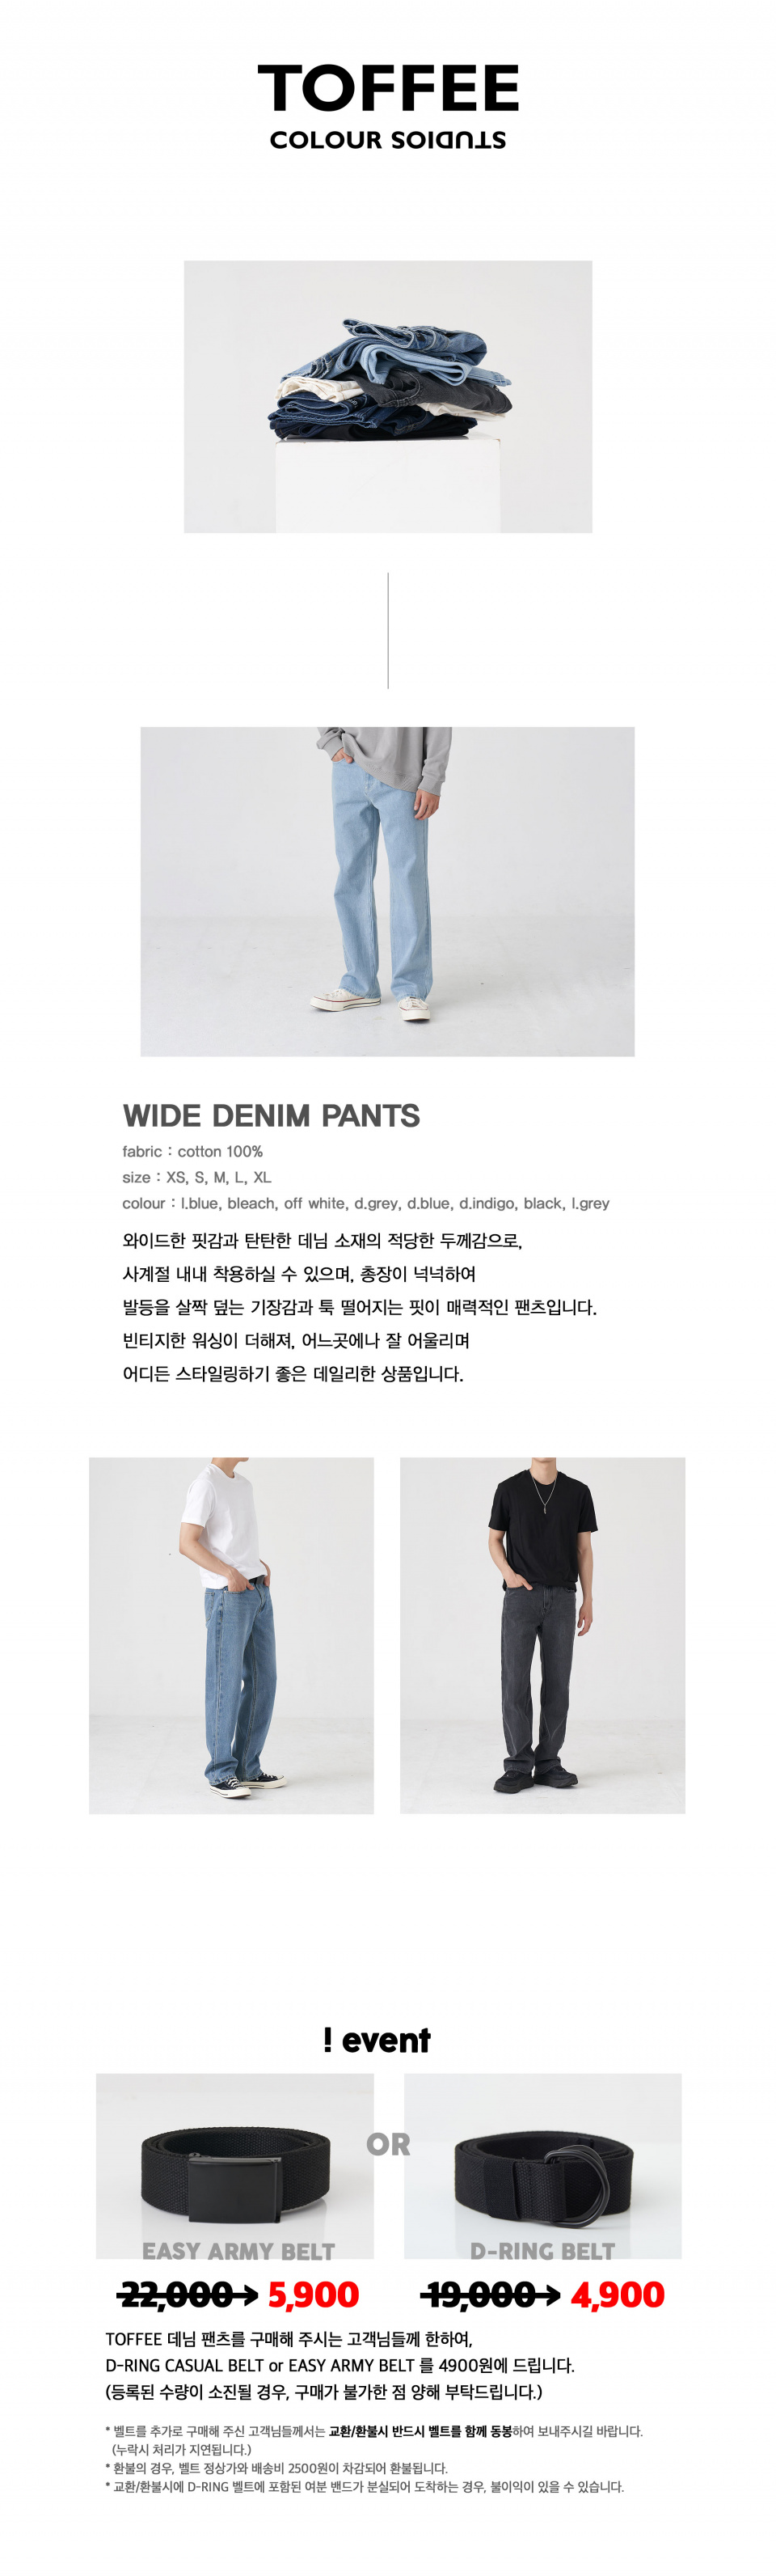 TOFFEE
COLOUR STUDIOS
WIDE DENIM PANTS
fabric : cotton 100%
size : XS, S, M, L, XL
colour : l.blue, bleach, off white, d.grey, d.blue, d.indigo, black, l.grey
와이드한 핏감과 탄탄한 데님 소재의 적당한 두께감으로,
사계절 내내 착용하실 수 있으며, 총장이 넉넉하여
발등을 살짝 덮는 기장감과 툭 떨어지는 핏이 매력적인 팬츠입니다.
빈티지한 워싱이 더해져, 어느곳에나 잘 어울리며
어디든 스타일링하기 좋은 데일리한 상품입니다.
! event
OR
EASY ARMY BELT D-RING BELT
22,000→ 5,900 19,000→ 4,900
TOFFEE 데님 팬츠를 구매해 주시는 고객님들께 한하여,
D-RING CASUAL BELT or EASY ARMY BELT 를 4900원에 드립니다.
(등록된 수량이 소진될 경우, 구매가 불가한 점 양해 부탁드립니다.)
* 벨트를 추가로 구매해 주신 고객님들께서는 교환/환불시 반드시 벨트를 함께 동봉하여 보내주시길 바랍니다.
(누락시 처리가 지연됩니다.)
* 환불의 경우, 벨트 정상가와 배송비 2500원이 차감되어 환불됩니다.
* 교환/환불시에 D-RING 벨트에 포함된 여분 밴드가 분실되어 도착하는 경우, 불이익이 있을 수 있습니다.